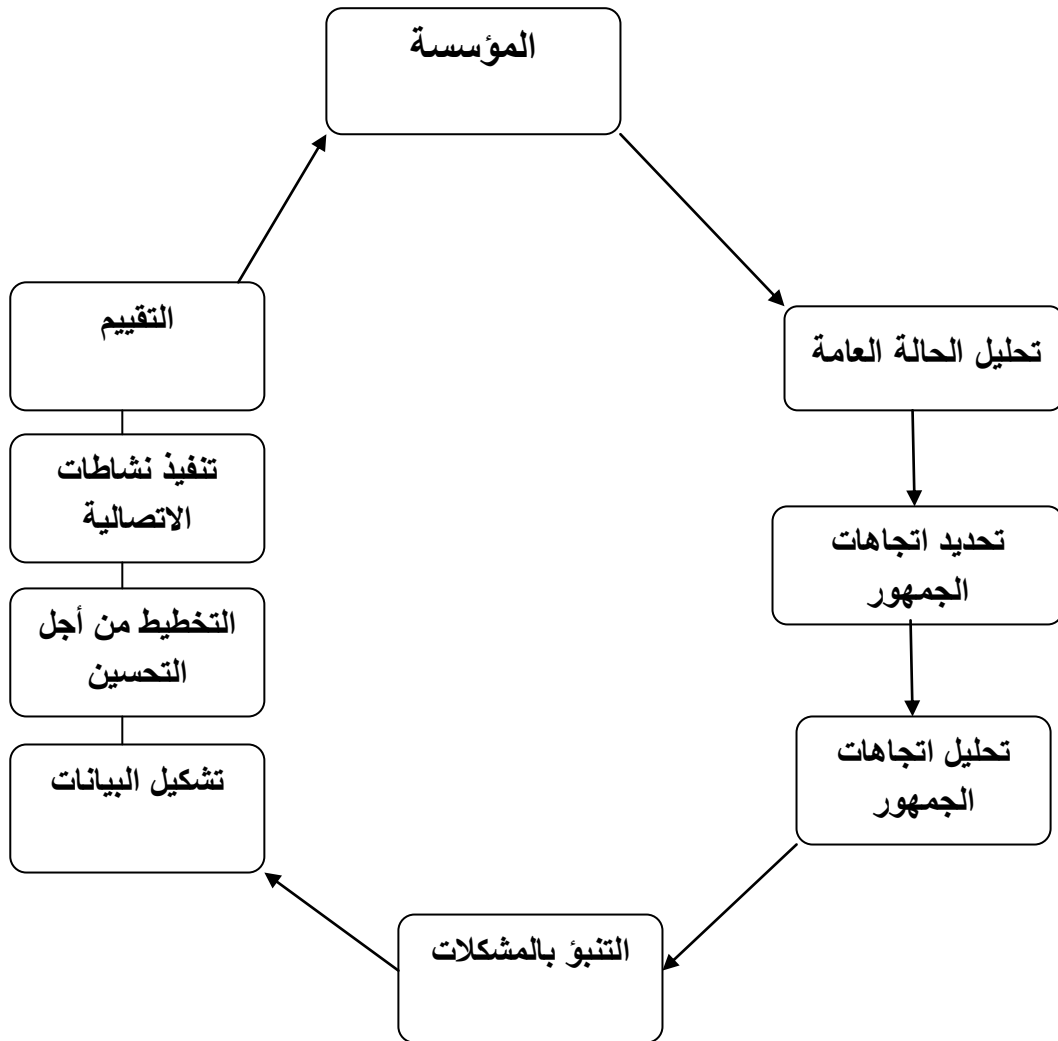 المؤسسة
تحليل الحالة العامة
تحديد اتجاهات
الجمهور
تحليل اتجاهات
الجمهور
التنبؤ بالمشكلات
تشكيل البيانات
التخطيط من أجل
التحسين
تنفيذ نشاطات
الاتصالية
التقييم